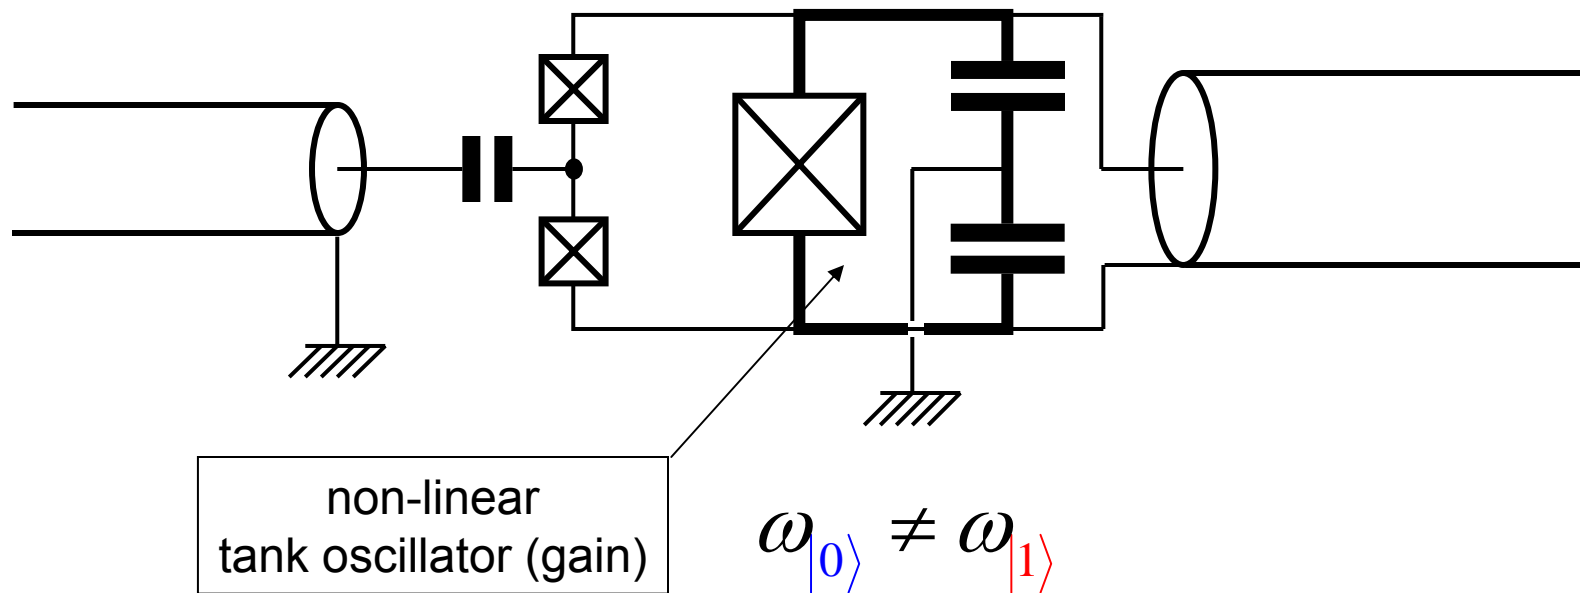 non-linear
tank oscillator (gain)
ω|0⟩ ≠ ω|1⟩